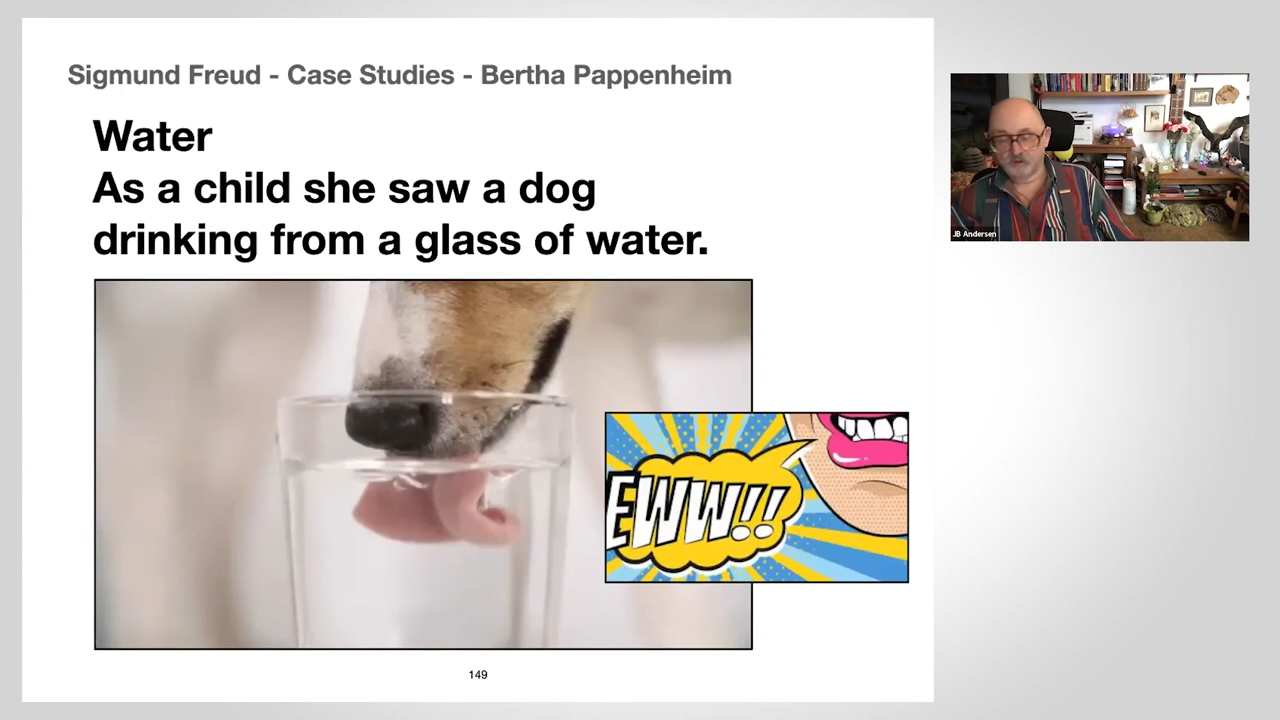 Sigmund Freud - Case Studies - Bertha Pappenheim
Water
As a child she saw a dog
drinking from a glass of water.
EWW!!
149
JB Andersen